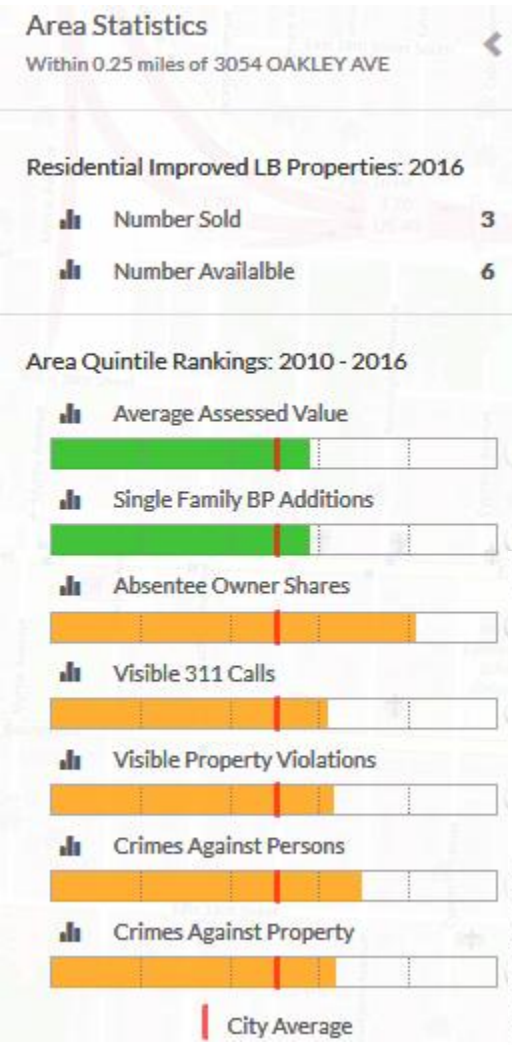 Area Statistics
Within 0.25 miles of 3054 OAKLEY AVE
Residential Improved LB Properties: 2016
Number Sold 3
Number Availalble 6
Area Quintile Rankings: 2010 - 2016
Average Assessed Value
Single Family BP Additions
Absentee Owner Shares
Visible 311 Calls
Visible Property Violations
Crimes Against Persons
Crimes Against Property
City Average